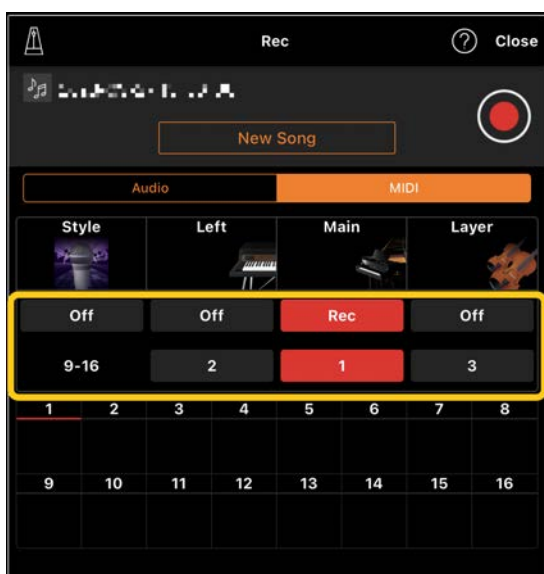 Rec
? Close
New Song
Audio MIDI
Style Left Main Layer
Off Off Rec Off
9-16 2 1 3
1 2 3 4 5 6 7 8
9 10 11 12 13 14 15 16